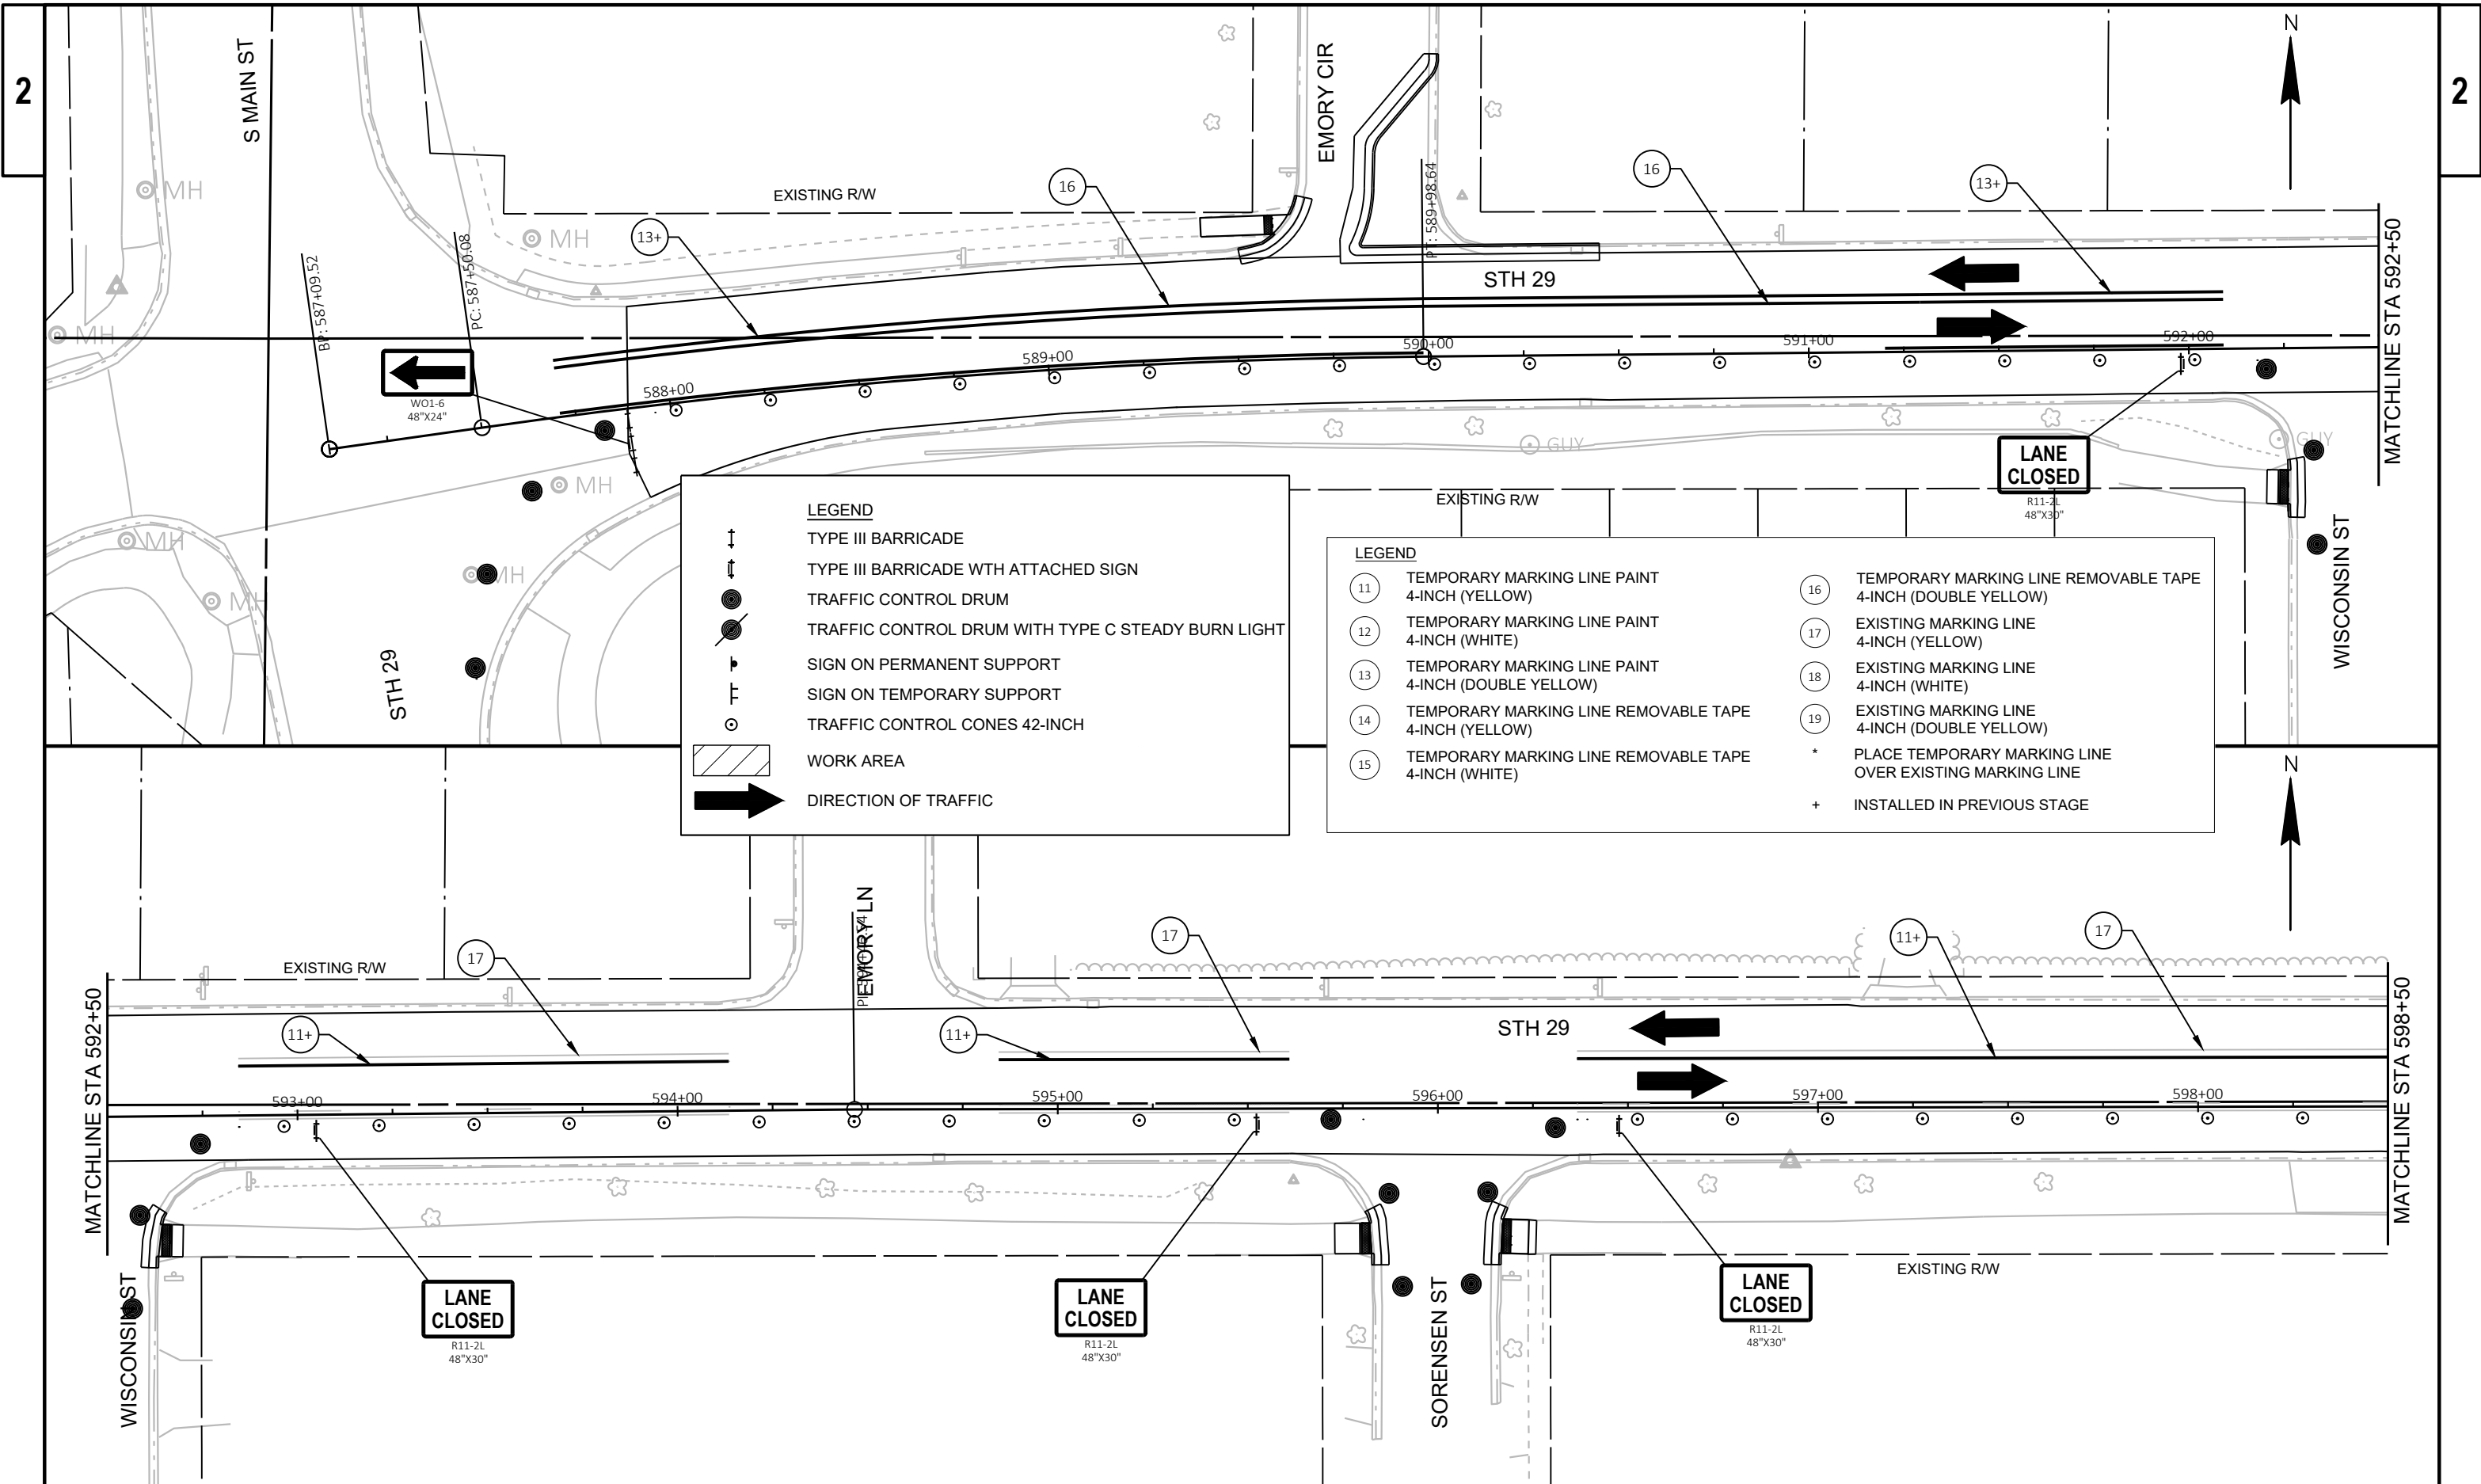 2
2
S MAIN ST
EMORY CIR
N
MH
EXISTING R/W
16
16
13+
13+
MH
PT: 589+98.64
BP: 587+09.52
PC: 587+50.08
STH 29
MH
MATCHLINE STA 592+50
588+00
589+00
590+00
591+00
592+00
WO1-6
48"X24"
GUY
GUY
LANE
CLOSED
R11-2L
48"X30"
EXISTING R/W
MH
MH
MH
MH
STH 29
WISCONSIN ST
LEGEND
TYPE III BARRICADE
TYPE III BARRICADE WTH ATTACHED SIGN
TRAFFIC CONTROL DRUM
TRAFFIC CONTROL DRUM WITH TYPE C STEADY BURN LIGHT
SIGN ON PERMANENT SUPPORT
SIGN ON TEMPORARY SUPPORT
TRAFFIC CONTROL CONES 42-INCH
WORK AREA
DIRECTION OF TRAFFIC
LEGEND
11 TEMPORARY MARKING LINE PAINT
4-INCH (YELLOW)
12 TEMPORARY MARKING LINE PAINT
4-INCH (WHITE)
13 TEMPORARY MARKING LINE PAINT
4-INCH (DOUBLE YELLOW)
14 TEMPORARY MARKING LINE REMOVABLE TAPE
4-INCH (YELLOW)
15 TEMPORARY MARKING LINE REMOVABLE TAPE
4-INCH (WHITE)
16 TEMPORARY MARKING LINE REMOVABLE TAPE
4-INCH (DOUBLE YELLOW)
17 EXISTING MARKING LINE
4-INCH (YELLOW)
18 EXISTING MARKING LINE
4-INCH (WHITE)
19 EXISTING MARKING LINE
4-INCH (DOUBLE YELLOW)
* PLACE TEMPORARY MARKING LINE
OVER EXISTING MARKING LINE
+ INSTALLED IN PREVIOUS STAGE
N
EMORY LN
EXISTING R/W
17
17
11+
17
11+
11+
STH 29
MATCHLINE STA 592+50
MATCHLINE STA 598+50
593+00
594+00
595+00
596+00
597+00
598+00
WISCONSIN ST
LANE
CLOSED
R11-2L
48"X30"
LANE
CLOSED
R11-2L
48"X30"
SORENSEN ST
LANE
CLOSED
R11-2L
48"X30"
EXISTING R/W